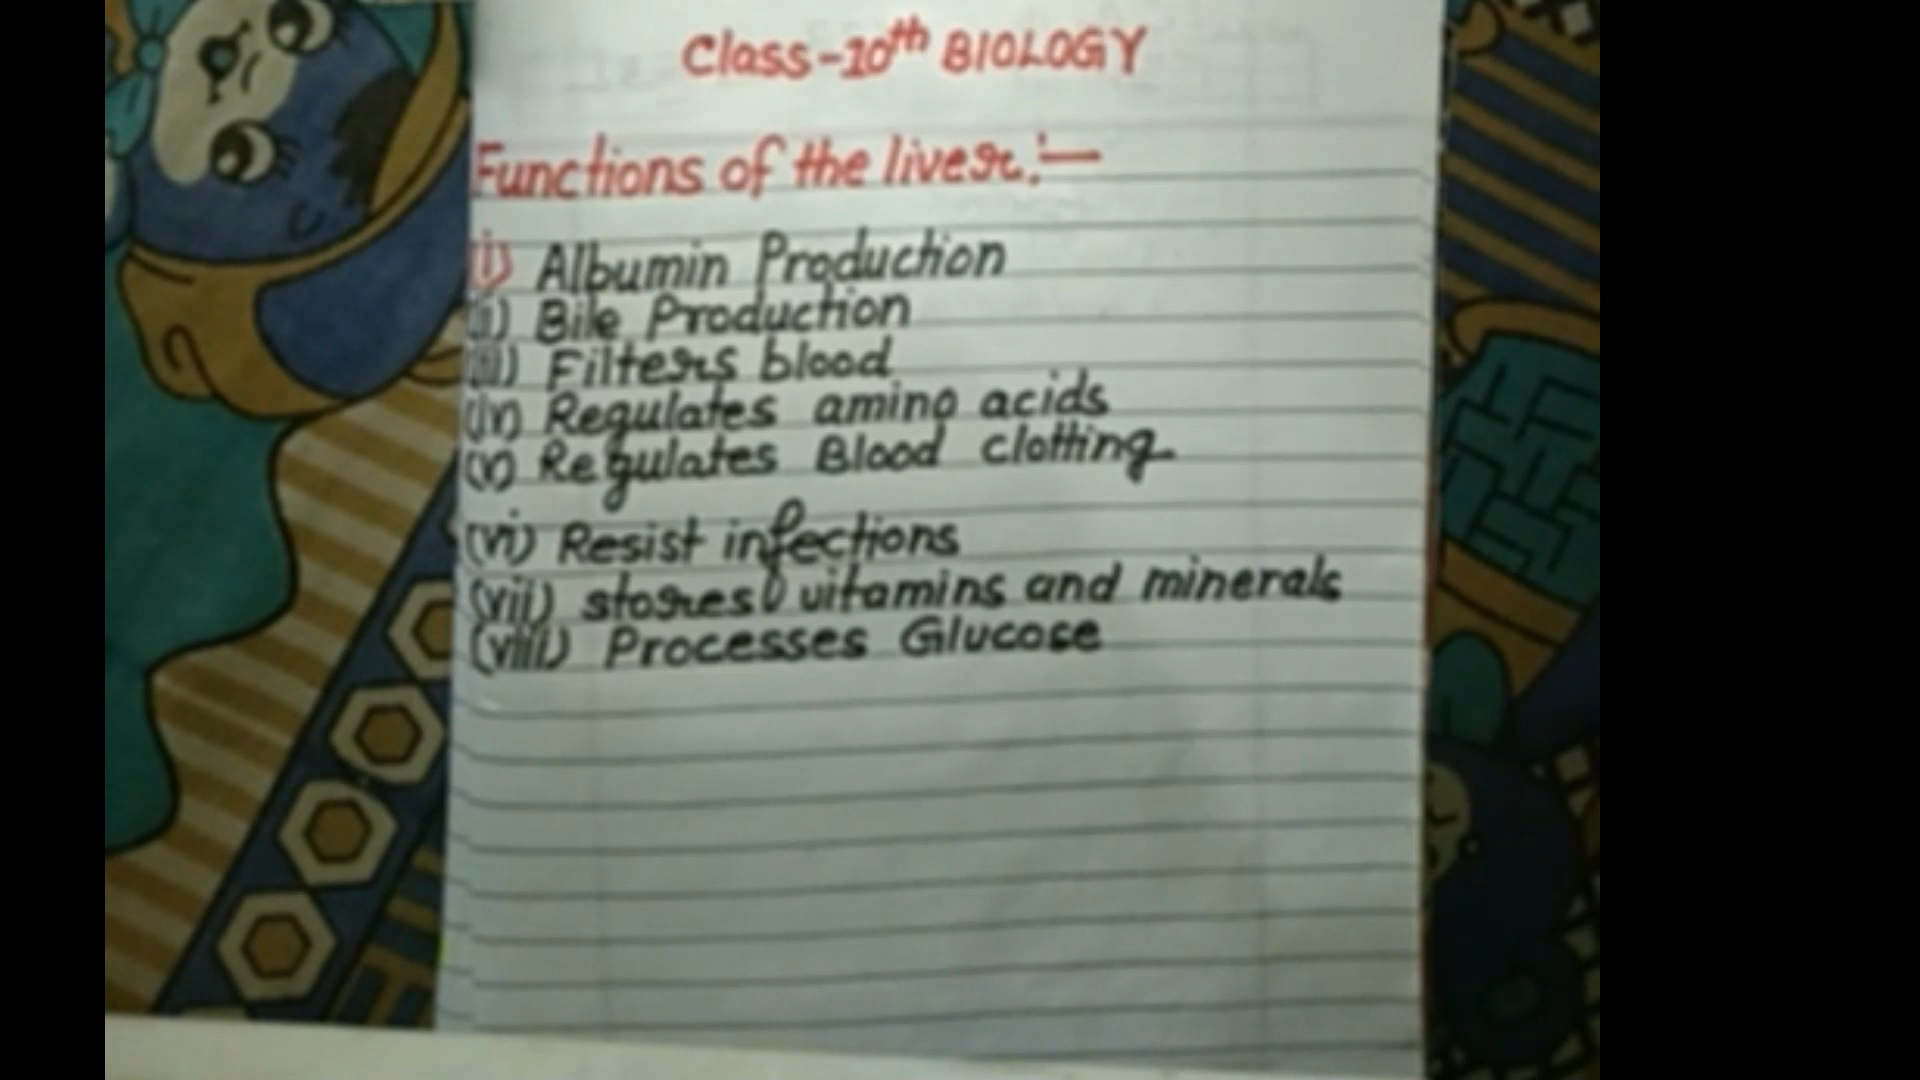 Class-10th BIOLOGY
Functions of the liver:—
(i) Albumin Production
(ii) Bile Production
(iii) Filters blood
(iv) Regulates amino acids
(v) Regulates Blood clotting
(vi) Resist infections
(vii) stores vitamins and minerals
(viii) Processes Glucose